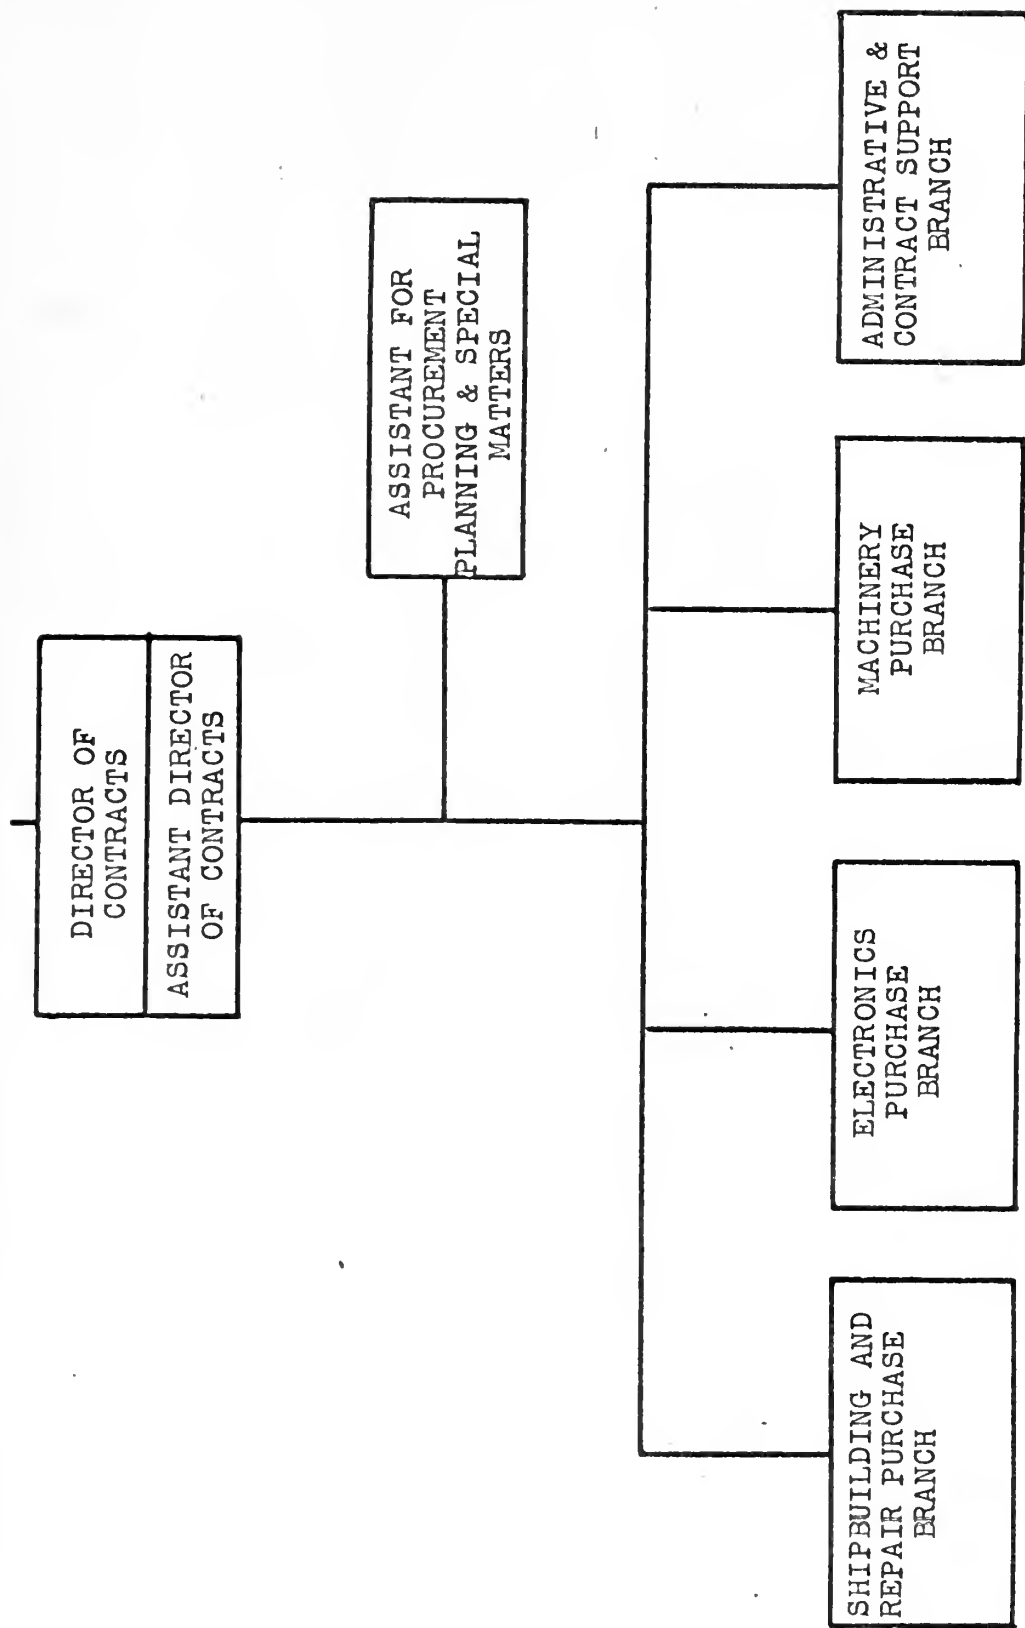 DIRECTOR OF
CONTRACTS
ASSISTANT DIRECTOR
OF CONTRACTS
ASSISTANT FOR
PROCUREMENT
PLANNING & SPECIAL
MATTERS
SHIPBUILDING AND
REPAIR PURCHASE
BRANCH
ELECTRONICS
PURCHASE
BRANCH
MACHINERY
PURCHASE
BRANCH
ADMINISTRATIVE &
CONTRACT SUPPORT
BRANCH